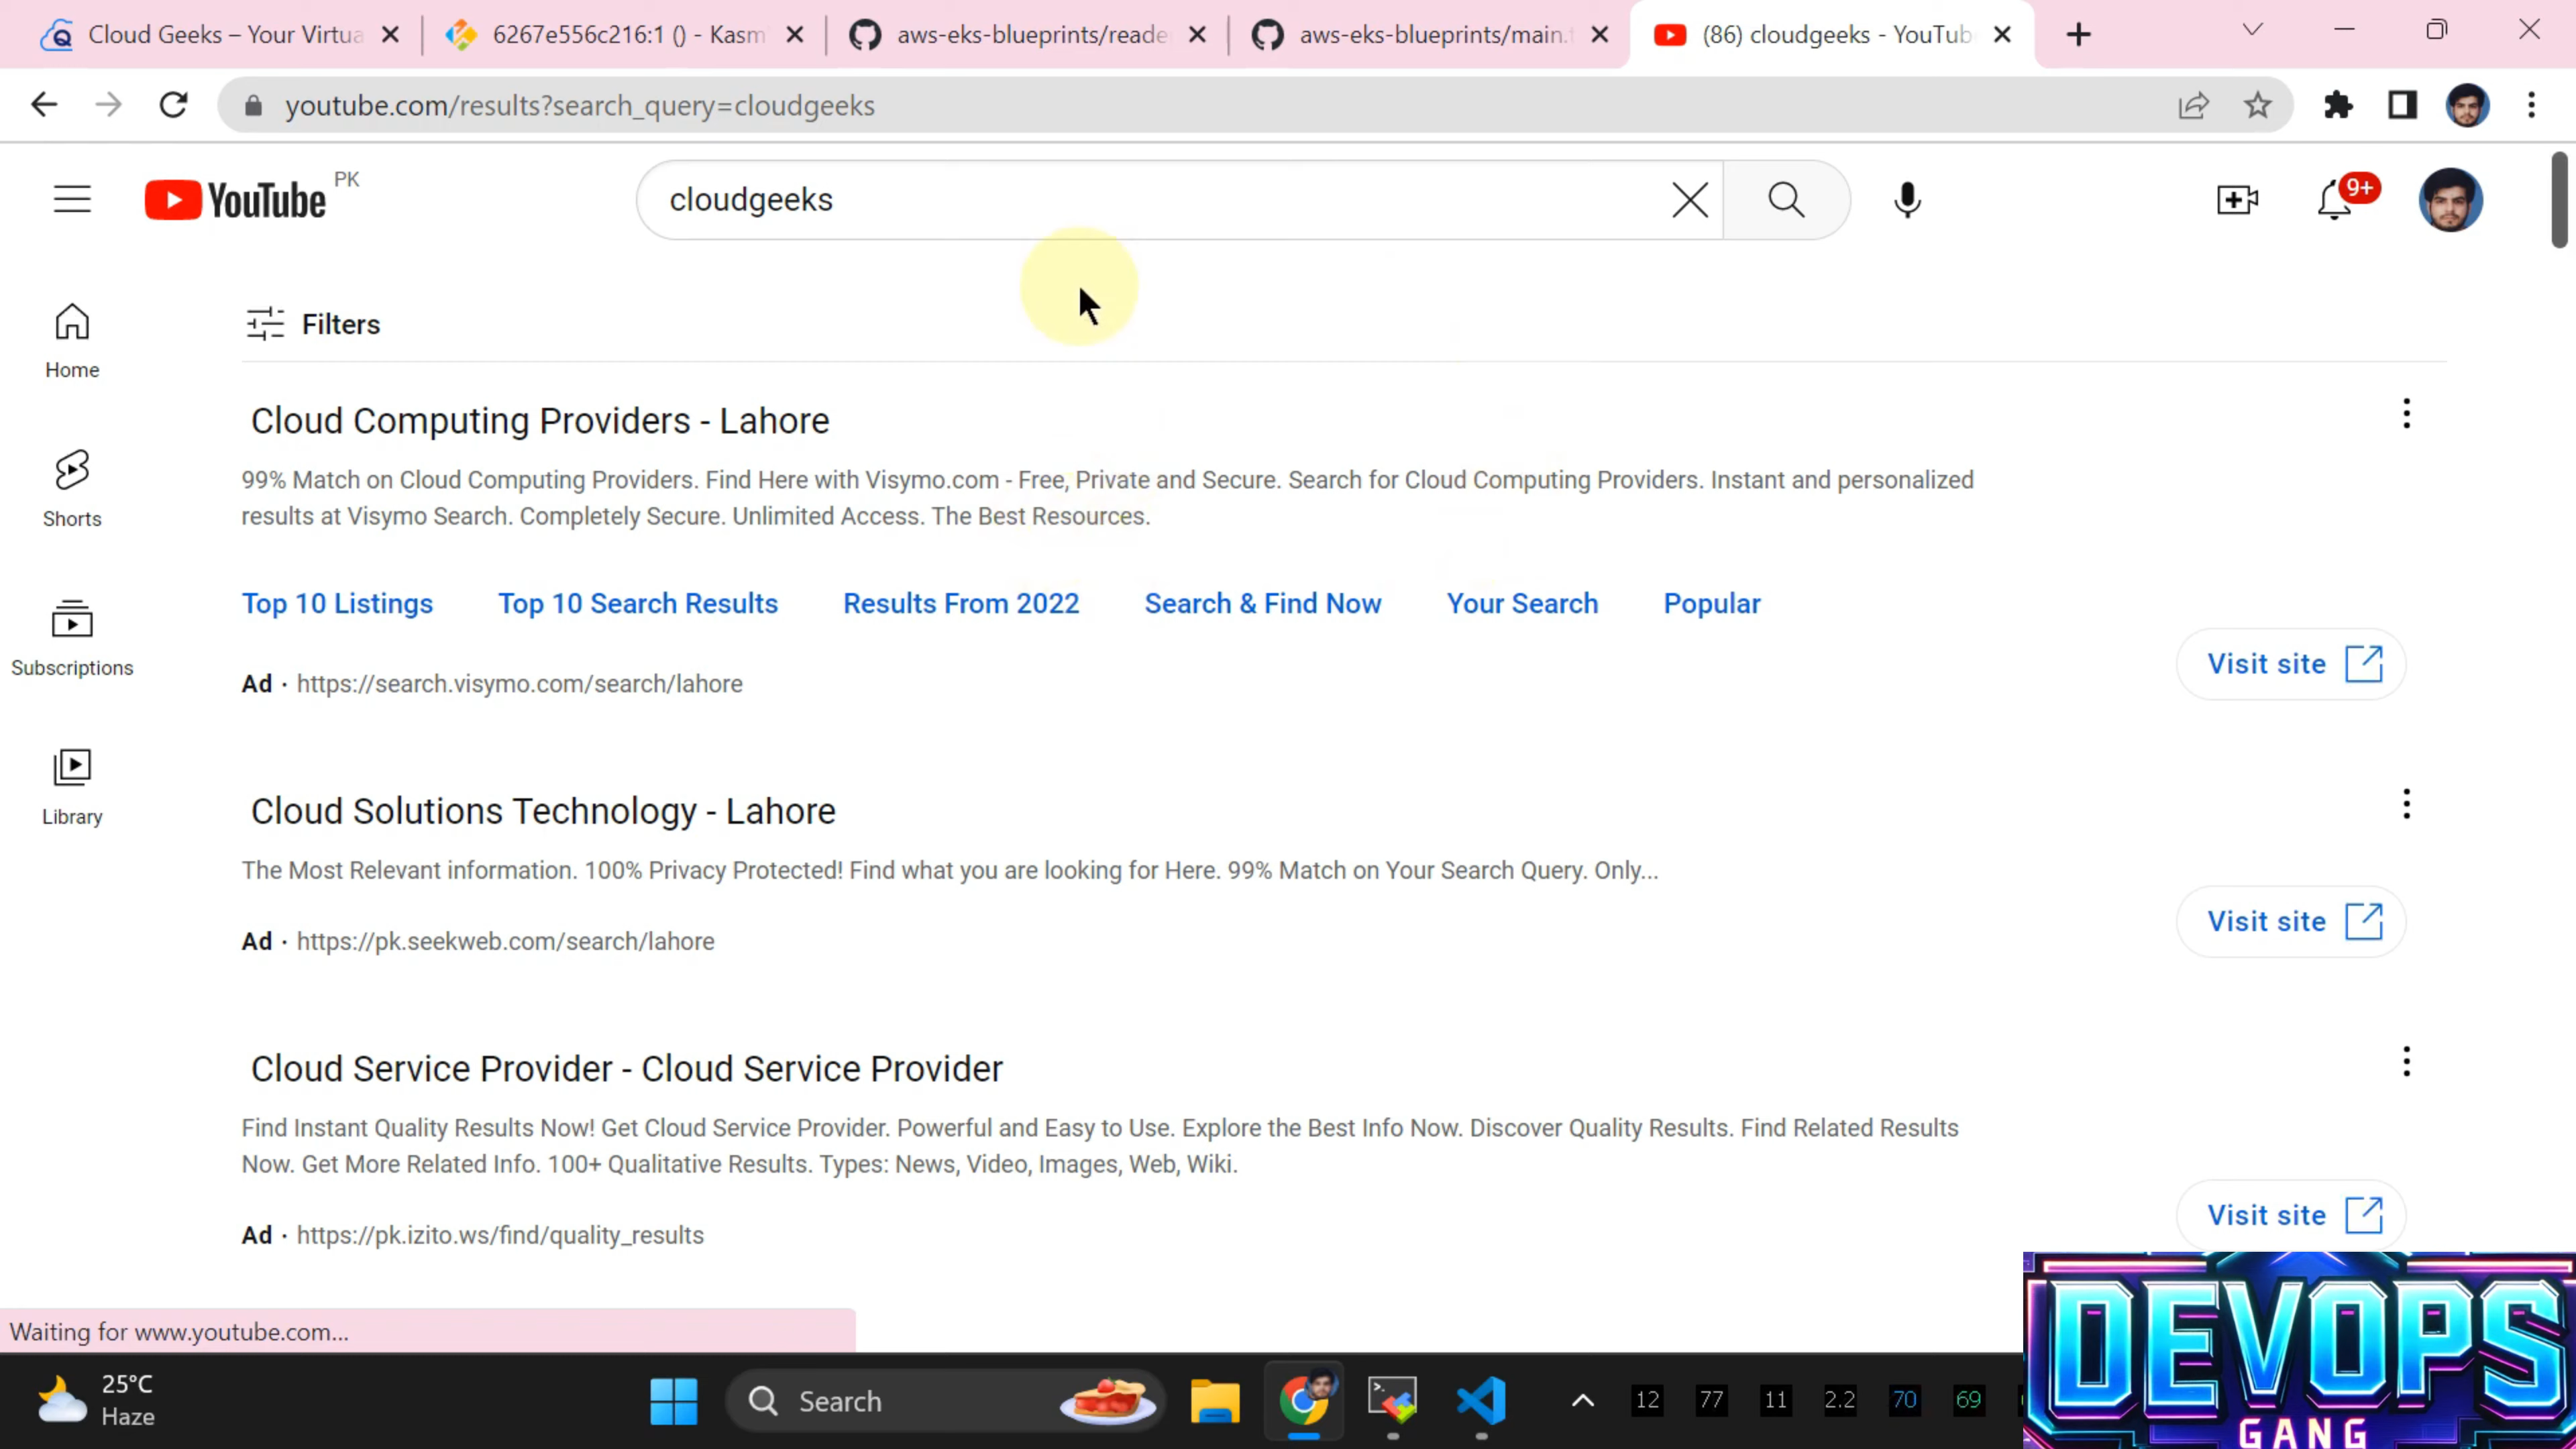 Cloud Geeks – Your Virtua
6267e556c216:1 () - Kasm
aws-eks-blueprints/reade
aws-eks-blueprints/main.t
(86) cloudgeeks - YouTub
youtube.com/results?search_query=cloudgeeks
YouTube PK
cloudgeeks
9+
Filters
Home
Shorts
Subscriptions
Library
Cloud Computing Providers - Lahore
99% Match on Cloud Computing Providers. Find Here with Visymo.com - Free, Private and Secure. Search for Cloud Computing Providers. Instant and personalized
results at Visymo Search. Completely Secure. Unlimited Access. The Best Resources.
Top 10 Listings Top 10 Search Results Results From 2022 Search & Find Now Your Search Popular
Visit site
Ad · https://search.visymo.com/search/lahore
Cloud Solutions Technology - Lahore
The Most Relevant information. 100% Privacy Protected! Find what you are looking for Here. 99% Match on Your Search Query. Only...
Visit site
Ad · https://pk.seekweb.com/search/lahore
Cloud Service Provider - Cloud Service Provider
Find Instant Quality Results Now! Get Cloud Service Provider. Powerful and Easy to Use. Explore the Best Info Now. Discover Quality Results. Find Related Results
Now. Get More Related Info. 100+ Qualitative Results. Types: News, Video, Images, Web, Wiki.
Visit site
Ad · https://pk.izito.ws/find/quality_results
Waiting for www.youtube.com...
25°C
Haze
Search
12 77 11 2.2 70 69
DEVOPS
GANG